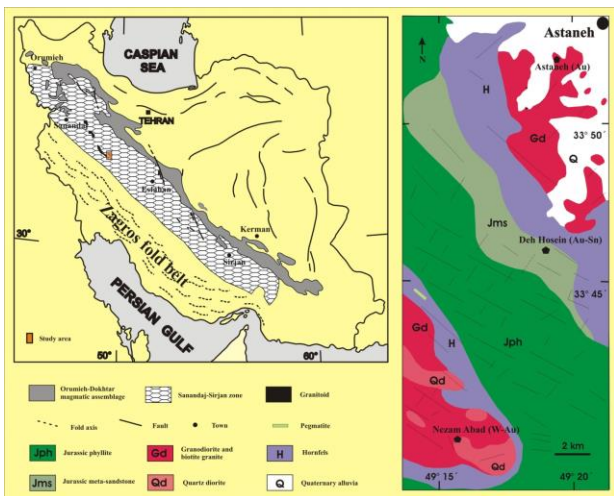 Orumieh
CASPIAN
SEA
TEHRAN
Sanandaj
Esfahan
Kerman
Sirjan
Zagros fold belt
PERSIAN GULF
30°
50°
60°
Study area
Astaneh
N
Astaneh (Au)
H
Gd
33° 50´
Q
Jms
Deh Hosein (Au-Sn)
33° 45´
Gd
H
Jph
Qd
Nezam Abad (W-Au)
Qd
2 km
49° 15´
49° 20´
Orumieh-Dokhtar
magmatic assemblage
Sanandaj-Sirjan zone
Granitoid
Fold axis
Fault
Town
Pegmatite
Jph
Jurassic phyllite
Gd
Granodiorite and
biotite granite
H
Hornfels
Jms
Jurassic meta-sandstone
Qd
Quartz diorite
Q
Quaternary alluvia